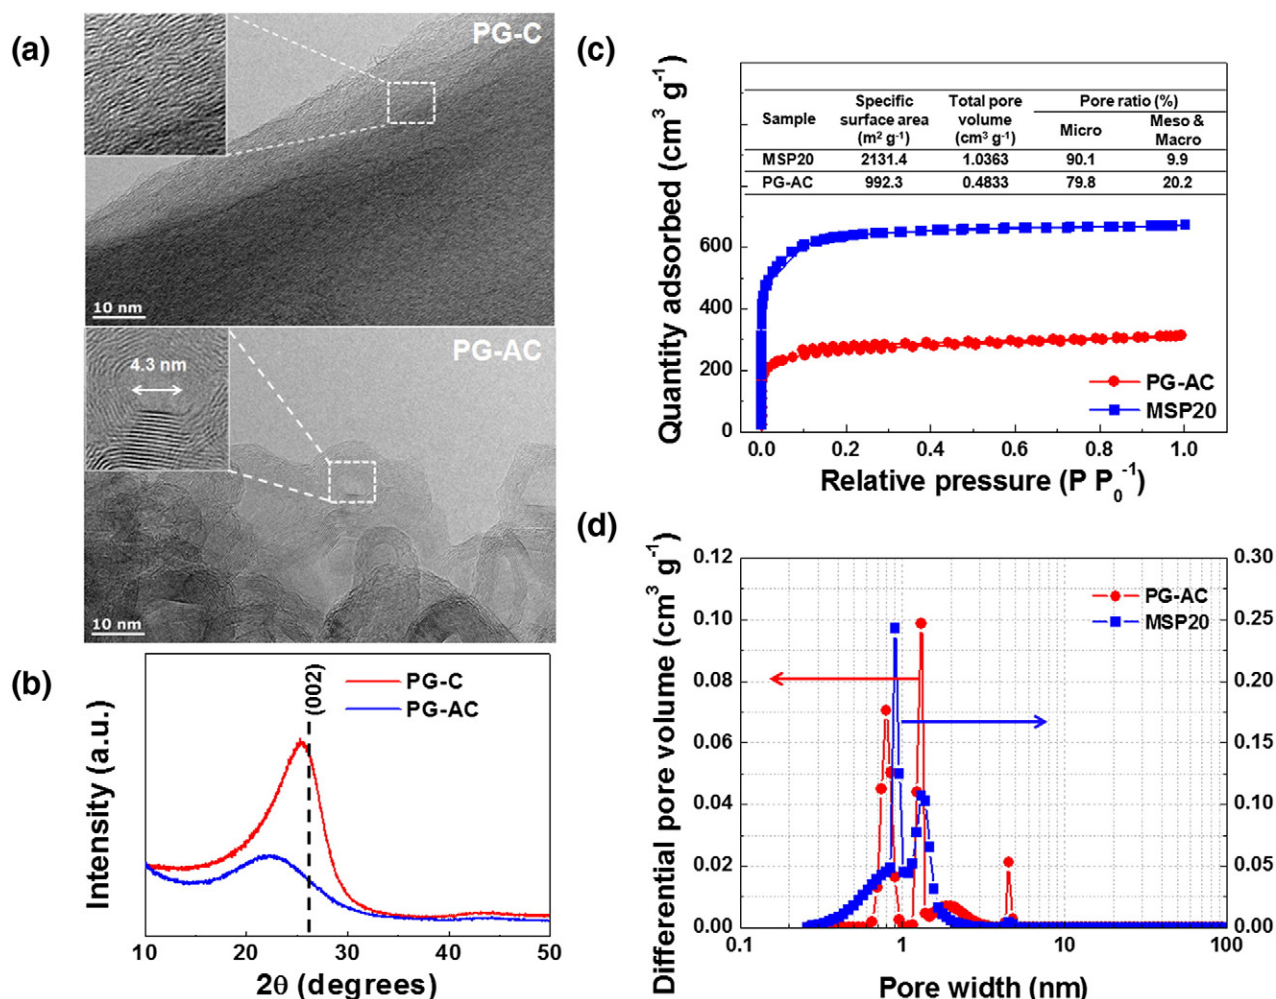 (a)
PG-C
10 nm
4.3 nm
PG-AC
10 nm
(b)
Intensity (a.u.)
(002)
PG-C
PG-AC
10 20 30 40 50
2θ (degrees)
(c)
Quantity adsorbed (cm³ g⁻¹)
Sample Specific surface area (m² g⁻¹) Total pore volume (cm³ g⁻¹) Pore ratio (%)
Micro Meso & Macro
MSP20 2131.4 1.0363 90.1 9.9
PG-AC 992.3 0.4833 79.8 20.2
600
400
200
0
PG-AC
MSP20
0.0 0.2 0.4 0.6 0.8 1.0
Relative pressure (P P₀⁻¹)
(d)
Differential pore volume (cm³ g⁻¹)
0.12 0.30
0.10 0.25
0.08 0.20
0.06 0.15
0.04 0.10
0.02 0.05
0.00 0.00
PG-AC
MSP20
0.1 1 10 100
Pore width (nm)